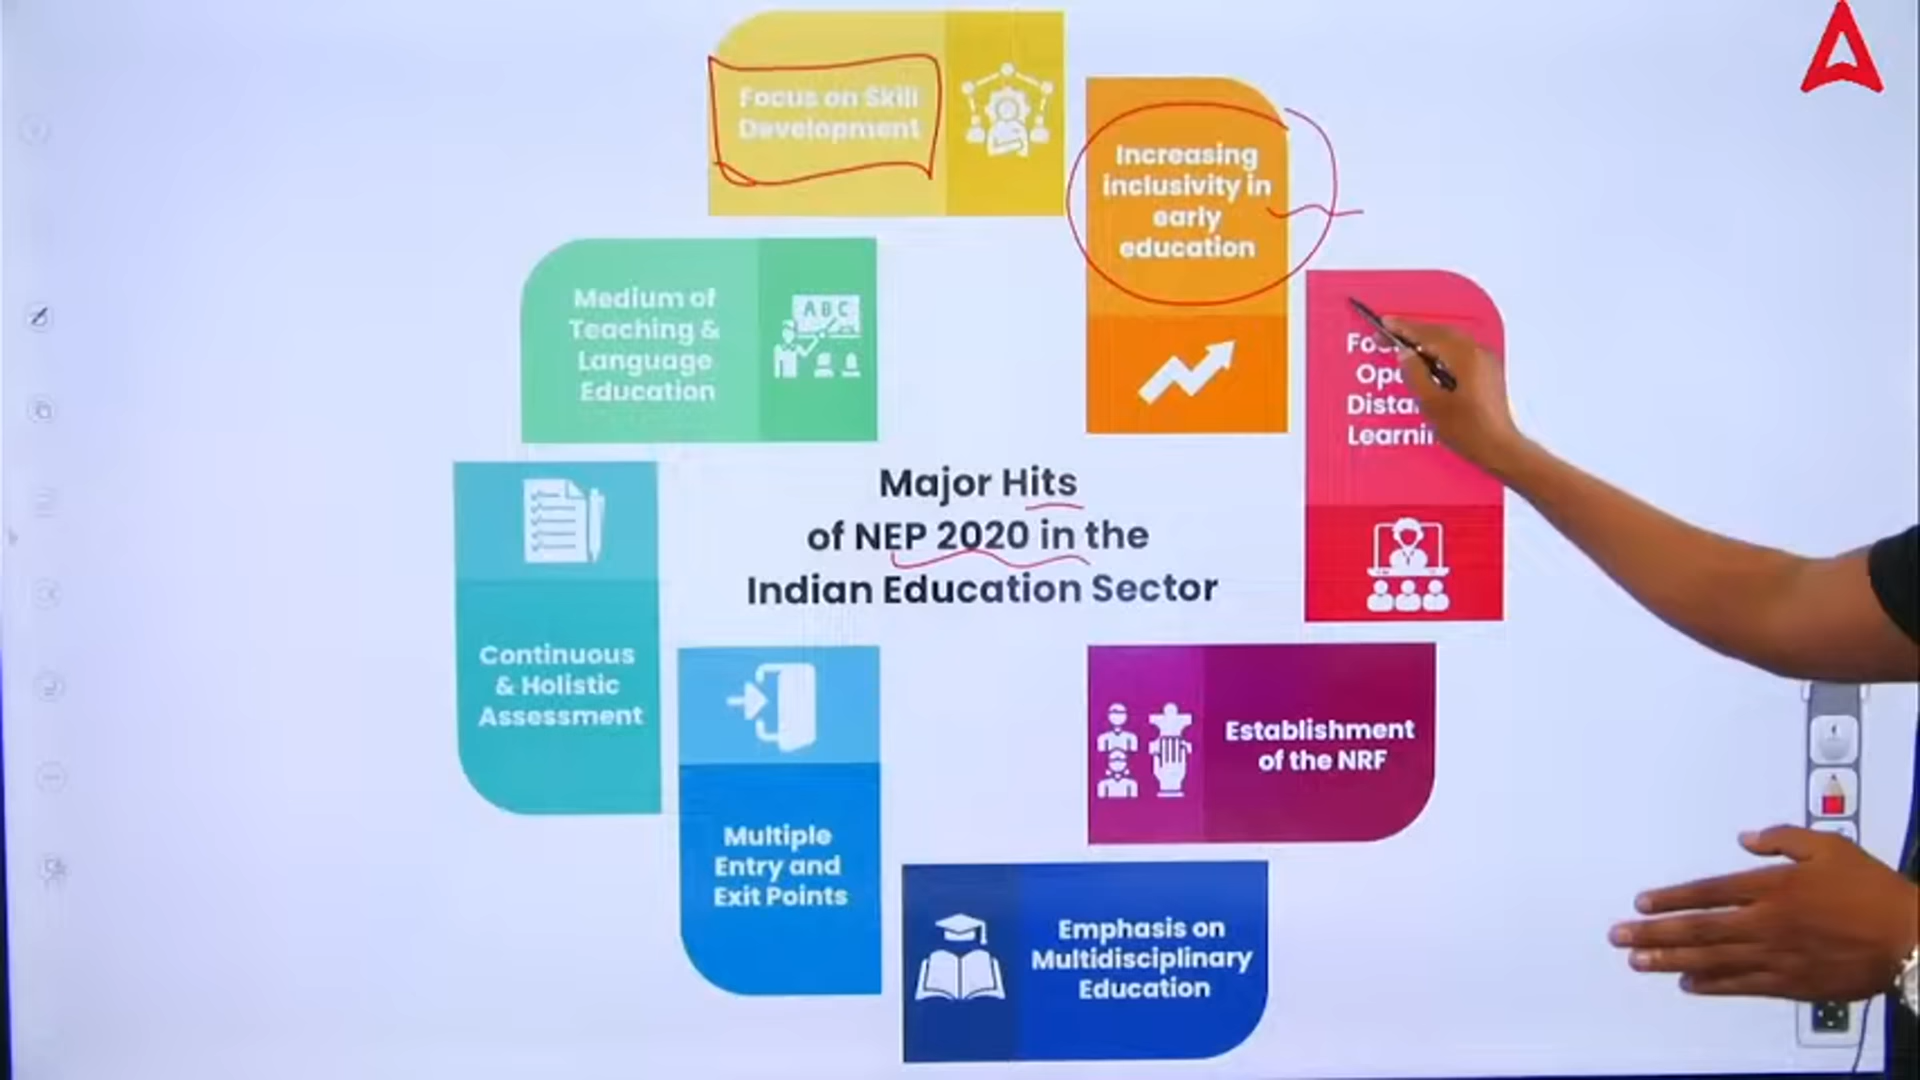 Focus on Skill
Development
Increasing
inclusivity in
early
education
Medium of
Teaching &
Language
Education
ABC
Major Hits
of NEP 2020 in the
Indian Education Sector
Continuous
& Holistic
Assessment
Multiple
Entry and
Exit Points
Establishment
of the NRF
Emphasis on
Multidisciplinary
Education